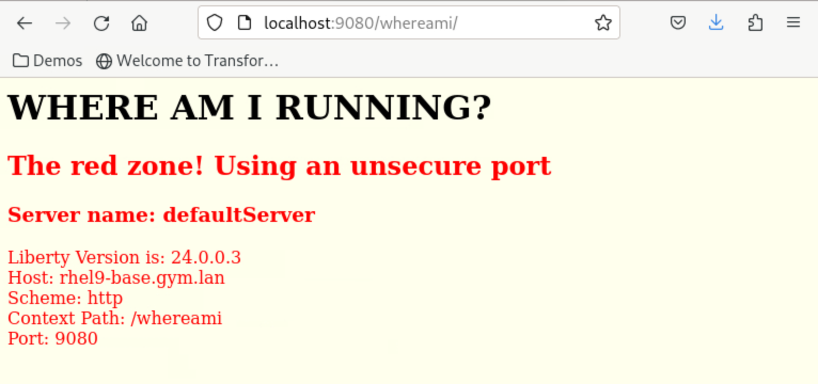 localhost:9080/whereami/
Demos
Welcome to Transfor…
WHERE AM I RUNNING?
The red zone! Using an unsecure port
Server name: defaultServer
Liberty Version is: 24.0.0.3
Host: rhel9-base.gym.lan
Scheme: http
Context Path: /whereami
Port: 9080